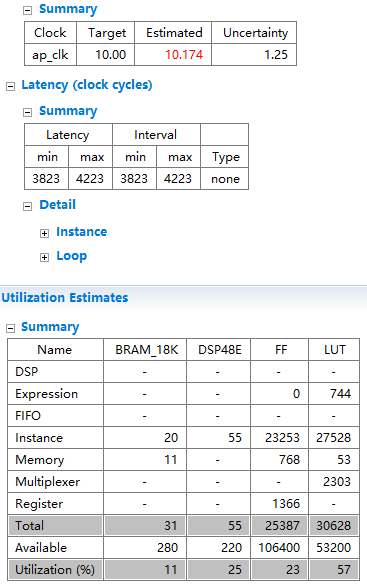 Summary
Clock Target Estimated Uncertainty
ap_clk 10.00 10.174 1.25
Latency (clock cycles)
Summary
Latency Interval
min max min max Type
3823 4223 3823 4223 none
Detail
Instance
Loop
Utilization Estimates
Summary
Name BRAM_18K DSP48E FF LUT
DSP - - - -
Expression - - 0 744
FIFO - - - -
Instance 20 55 23253 27528
Memory 11 - 768 53
Multiplexer - - - 2303
Register - - 1366 -
Total 31 55 25387 30628
Available 280 220 106400 53200
Utilization (%) 11 25 23 57